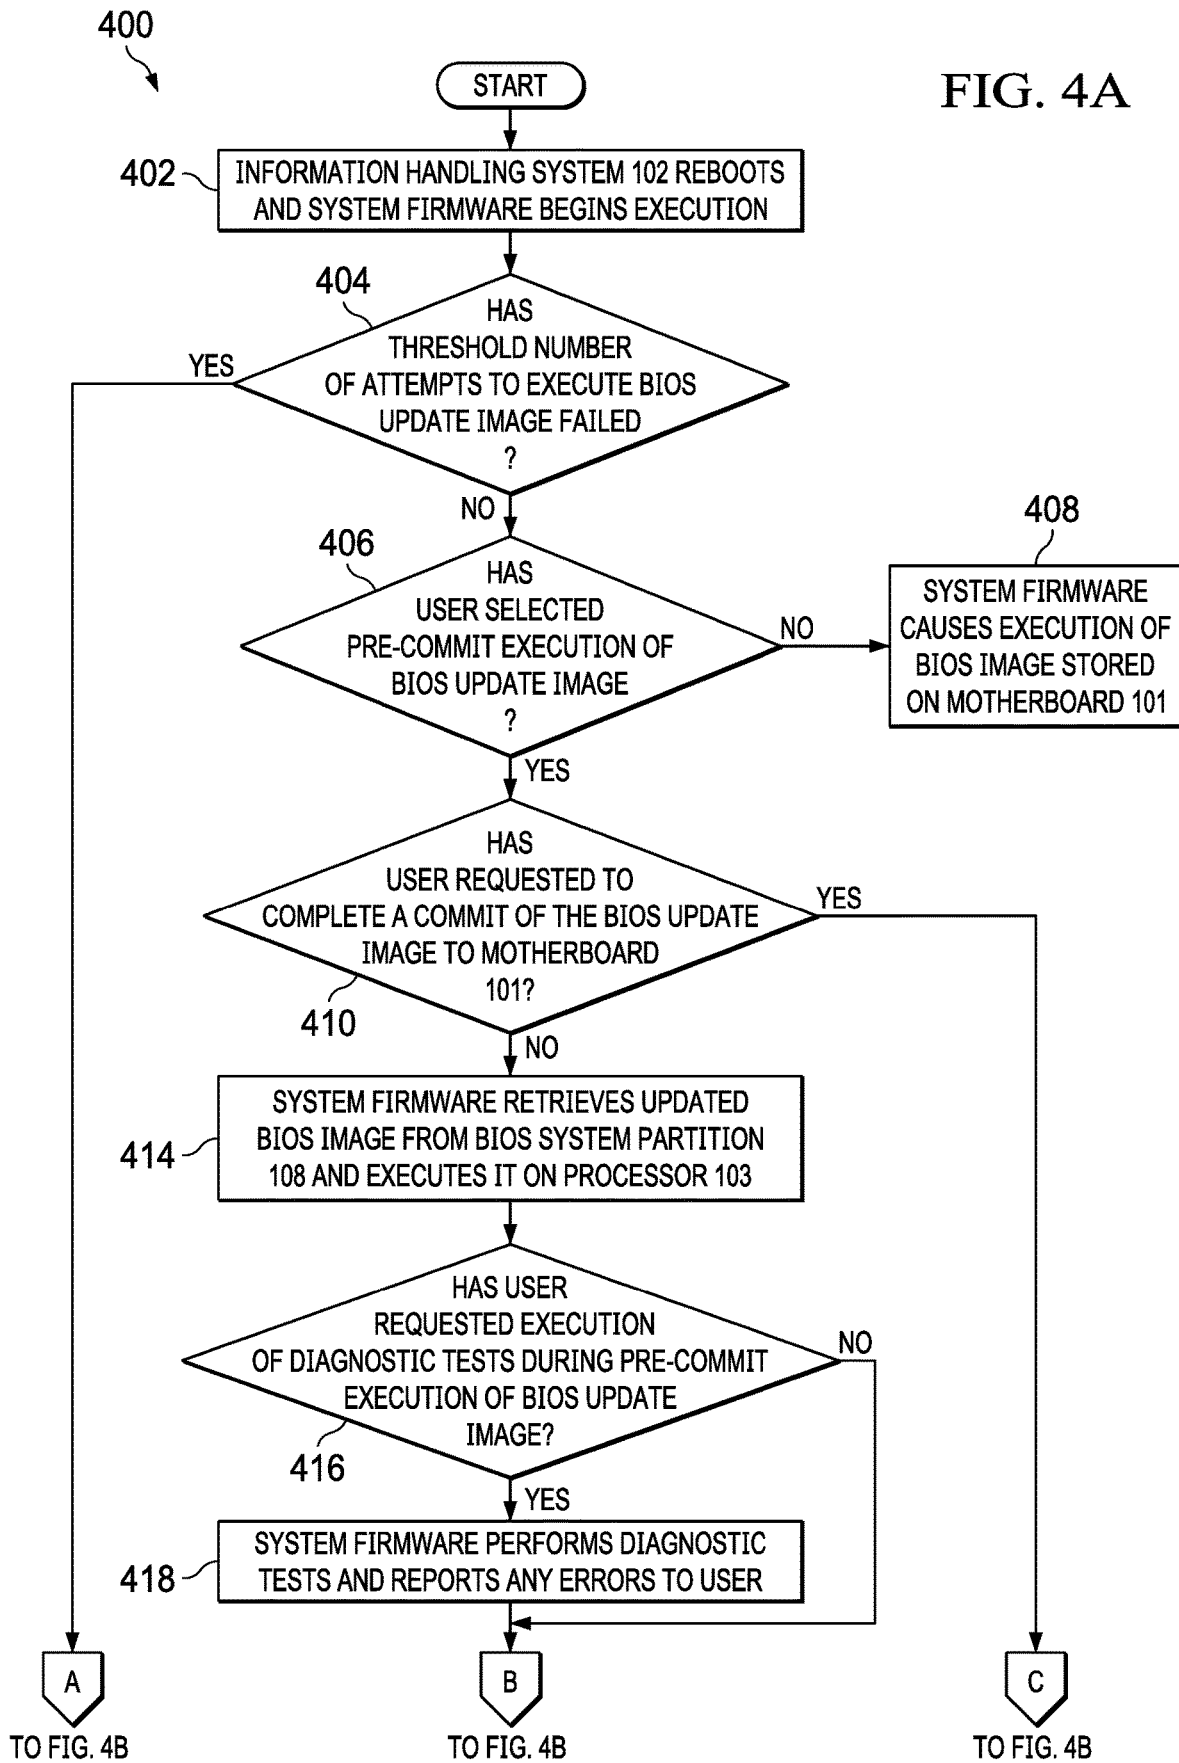 400
START
FIG. 4A
402
INFORMATION HANDLING SYSTEM 102 REBOOTS
AND SYSTEM FIRMWARE BEGINS EXECUTION
404
HAS
THRESHOLD NUMBER
OF ATTEMPTS TO EXECUTE BIOS
UPDATE IMAGE FAILED
?
YES
NO
406
HAS
USER SELECTED
PRE-COMMIT EXECUTION OF
BIOS UPDATE IMAGE
?
NO
408
SYSTEM FIRMWARE
CAUSES EXECUTION OF
BIOS IMAGE STORED
ON MOTHERBOARD 101
YES
HAS
USER REQUESTED TO
COMPLETE A COMMIT OF THE BIOS UPDATE
IMAGE TO MOTHERBOARD
101?
YES
410
NO
414
SYSTEM FIRMWARE RETRIEVES UPDATED
BIOS IMAGE FROM BIOS SYSTEM PARTITION
108 AND EXECUTES IT ON PROCESSOR 103
HAS USER
REQUESTED EXECUTION
OF DIAGNOSTIC TESTS DURING PRE-COMMIT
EXECUTION OF BIOS UPDATE
IMAGE?
NO
416
YES
418
SYSTEM FIRMWARE PERFORMS DIAGNOSTIC
TESTS AND REPORTS ANY ERRORS TO USER
A
TO FIG. 4B
B
TO FIG. 4B
C
TO FIG. 4B